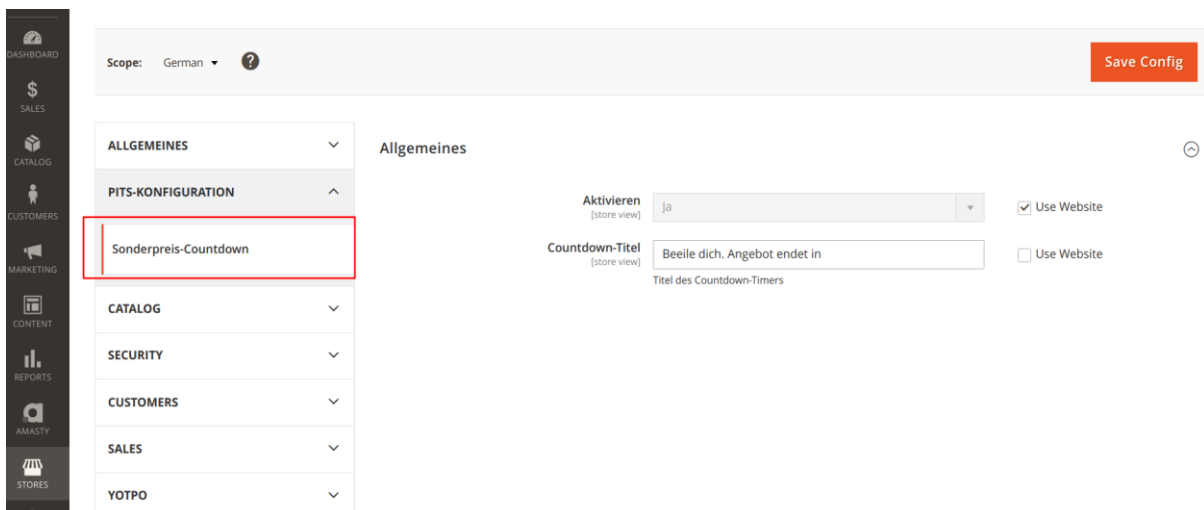 DASHBOARD
SALES
CATALOG
CUSTOMERS
MARKETING
CONTENT
REPORTS
AMASTY
STORES
Scope: German ?
Save Config
ALLGEMEINES
PITS-KONFIGURATION
Sonderpreis-Countdown
CATALOG
SECURITY
CUSTOMERS
SALES
YOTPO
Allgemeines
Aktivieren Ja Use Website
[store view]
Countdown-Titel Beeile dich. Angebot endet in Use Website
[store view]
Titel des Countdown-Timers